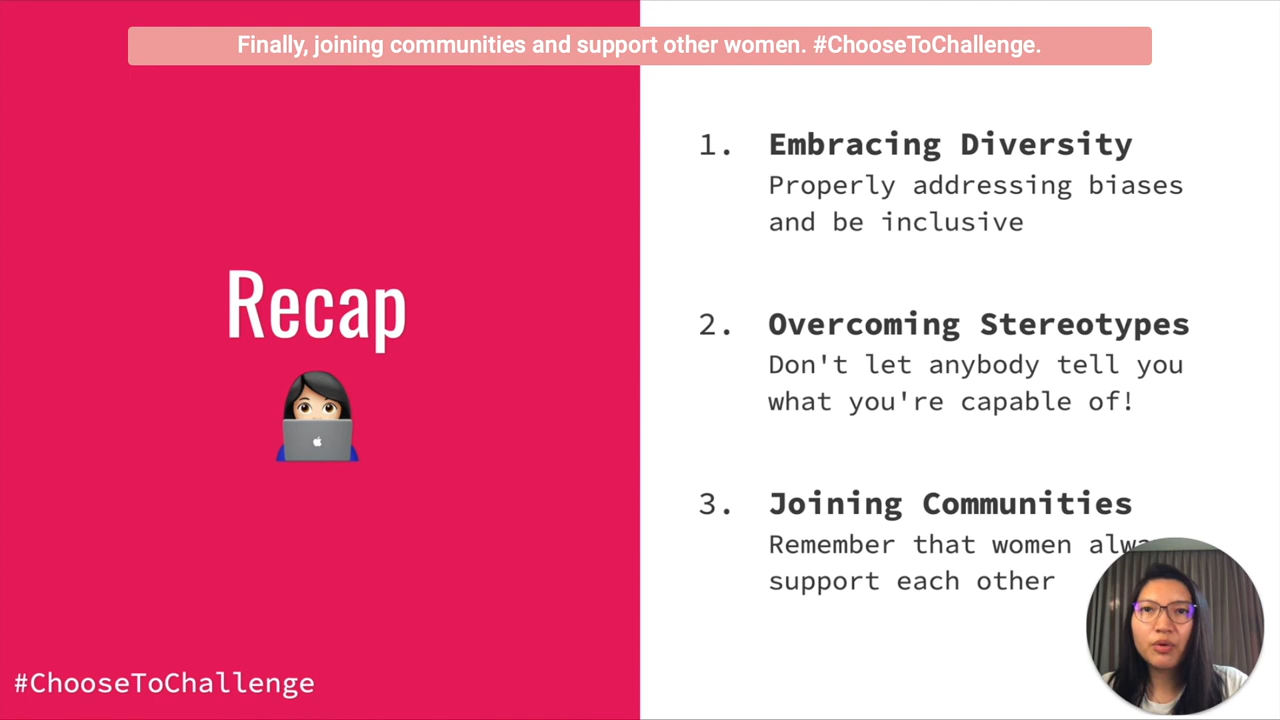 Finally, joining communities and support other women. #ChooseToChallenge.
Recap
#ChooseToChallenge
1. Embracing Diversity
Properly addressing biases
and be inclusive
2. Overcoming Stereotypes
Don't let anybody tell you
what you're capable of!
3. Joining Communities
Remember that women
support each other